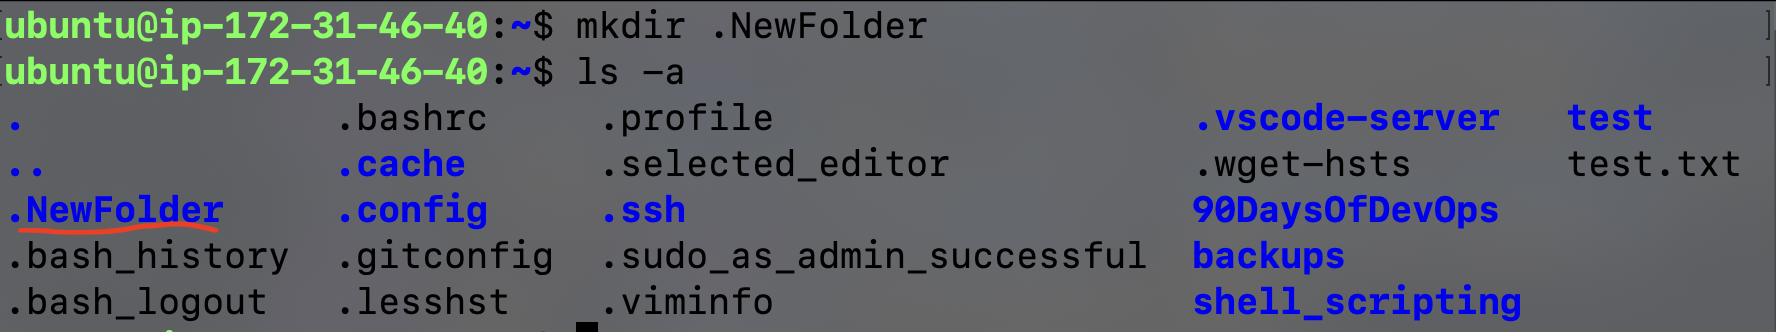 [ubuntu@ip-172-31-46-40:~$ mkdir .NewFolder ]
[ubuntu@ip-172-31-46-40:~$ ls -a ]
. .bashrc .profile .vscode-server test
.. .cache .selected_editor .wget-hsts test.txt
.NewFolder .config .ssh 90DaysOfDevOps
.bash_history .gitconfig .sudo_as_admin_successful backups
.bash_logout .lesshst .viminfo shell_scripting